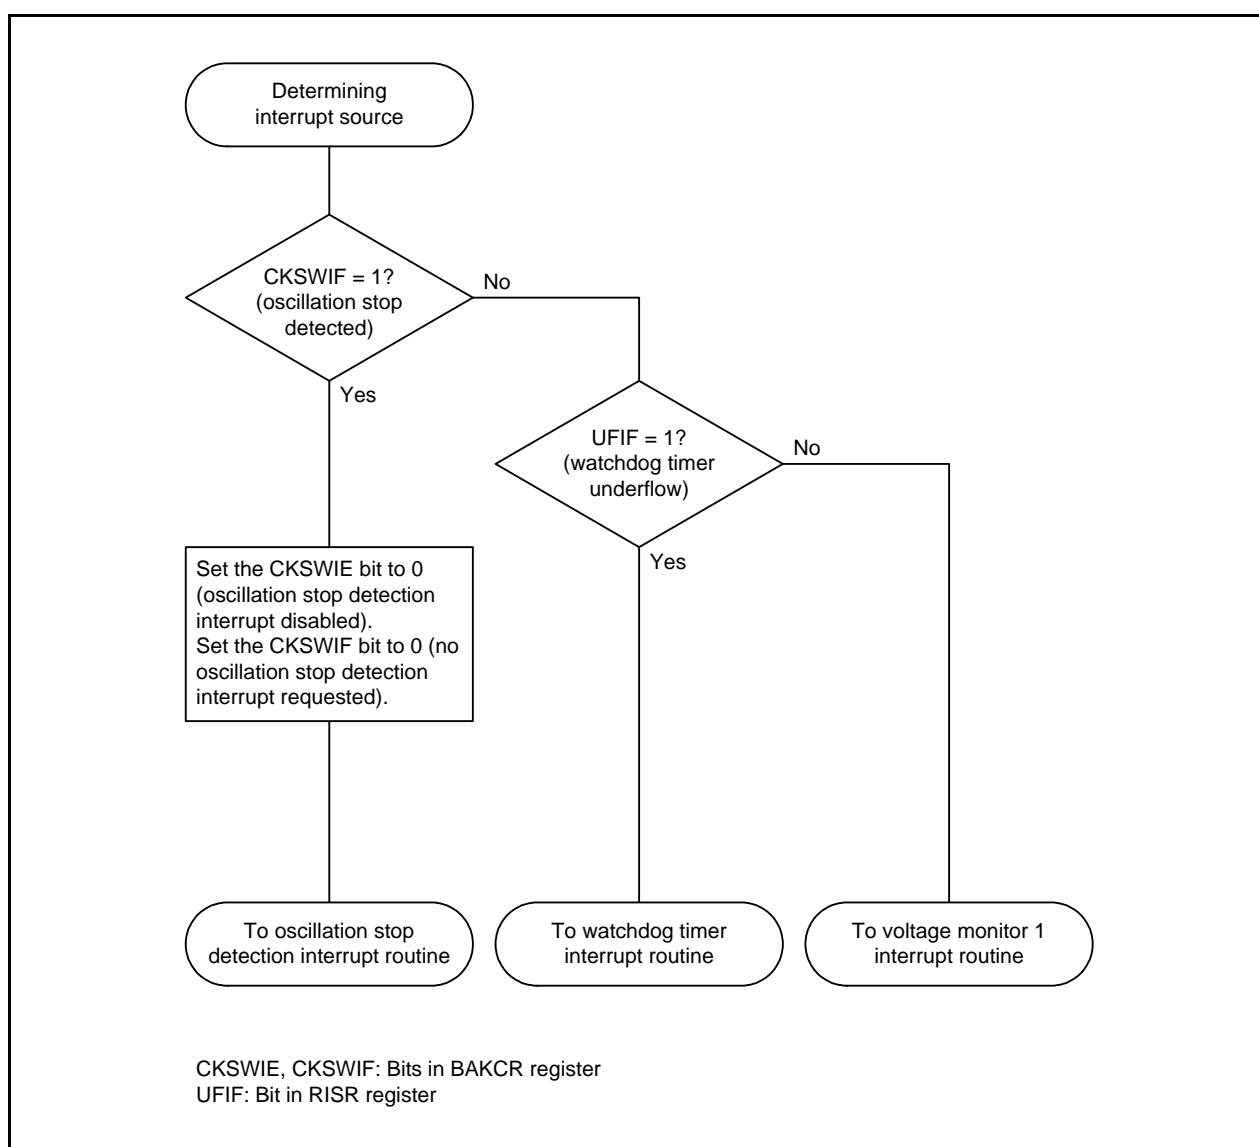 Determining
interrupt source
CKSWIF = 1?
(oscillation stop
detected)
No
Yes
UFIF = 1?
(watchdog timer
underflow)
No
Yes
Set the CKSWIE bit to 0
(oscillation stop detection
interrupt disabled).
Set the CKSWIF bit to 0 (no
oscillation stop detection
interrupt requested).
To oscillation stop
detection interrupt routine
To watchdog timer
interrupt routine
To voltage monitor 1
interrupt routine
CKSWIE, CKSWIF: Bits in BAKCR register
UFIF: Bit in RISR register